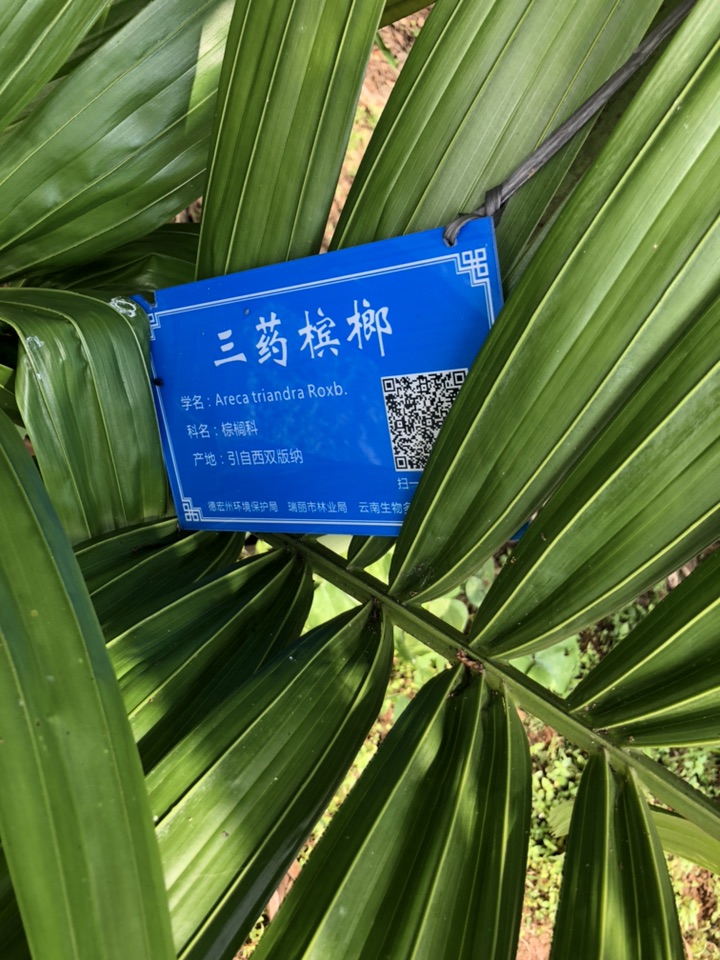 三药槟榔
学名：Areca triandra Roxb.
科名：棕榈科
产地：引自西双版纳
扫一
德宏州环境保护局 瑞丽市林业局 云南生物多